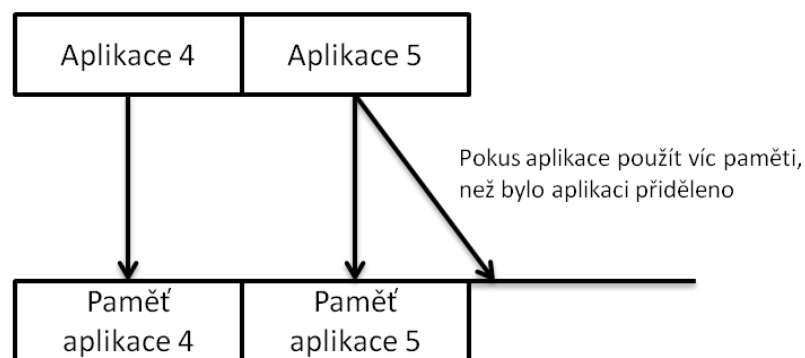 Aplikace 4
Aplikace 5
Pokus aplikace použít víc paměti,
než bylo aplikaci přiděleno
Paměť
aplikace 4
Paměť
aplikace 5